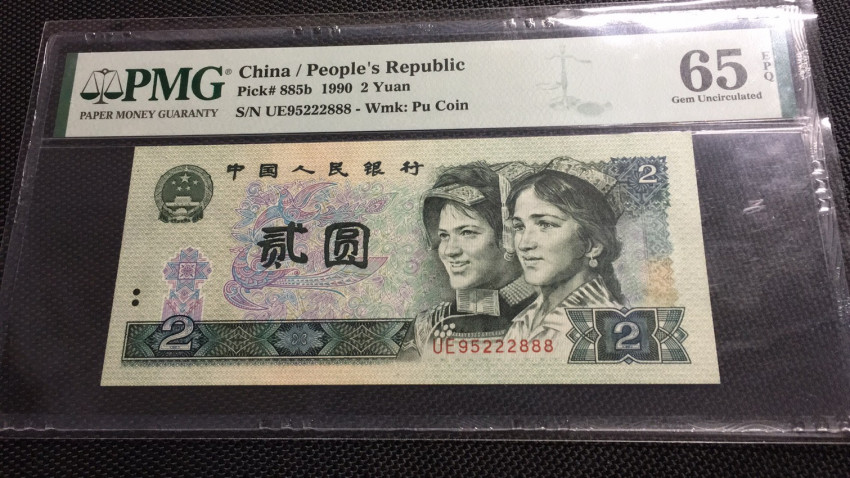 PMG®
PAPER MONEY GUARANTY
China / People's Republic
Pick# 885b 1990 2 Yuan
S/N UE95222888 - Wmk: Pu Coin
65 EPQ
Gem Uncirculated
中国人民银行
2
贰圆
2
2
UE95222888